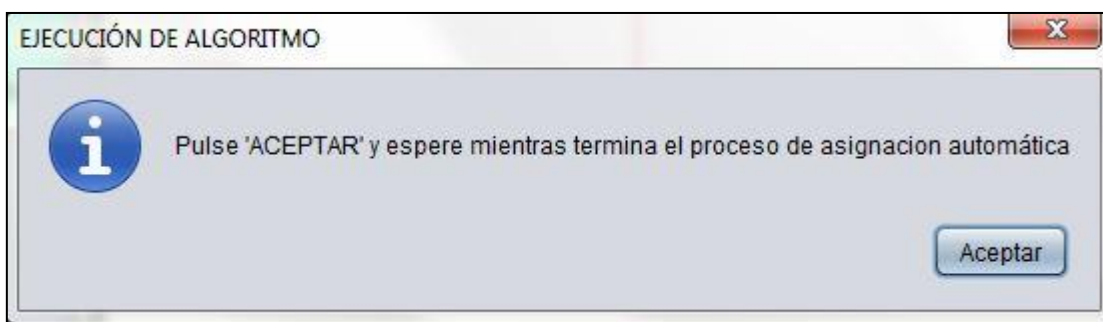 EJECUCIÓN DE ALGORITMO
Pulse 'ACEPTAR' y espere mientras termina el proceso de asignacion automática
Aceptar